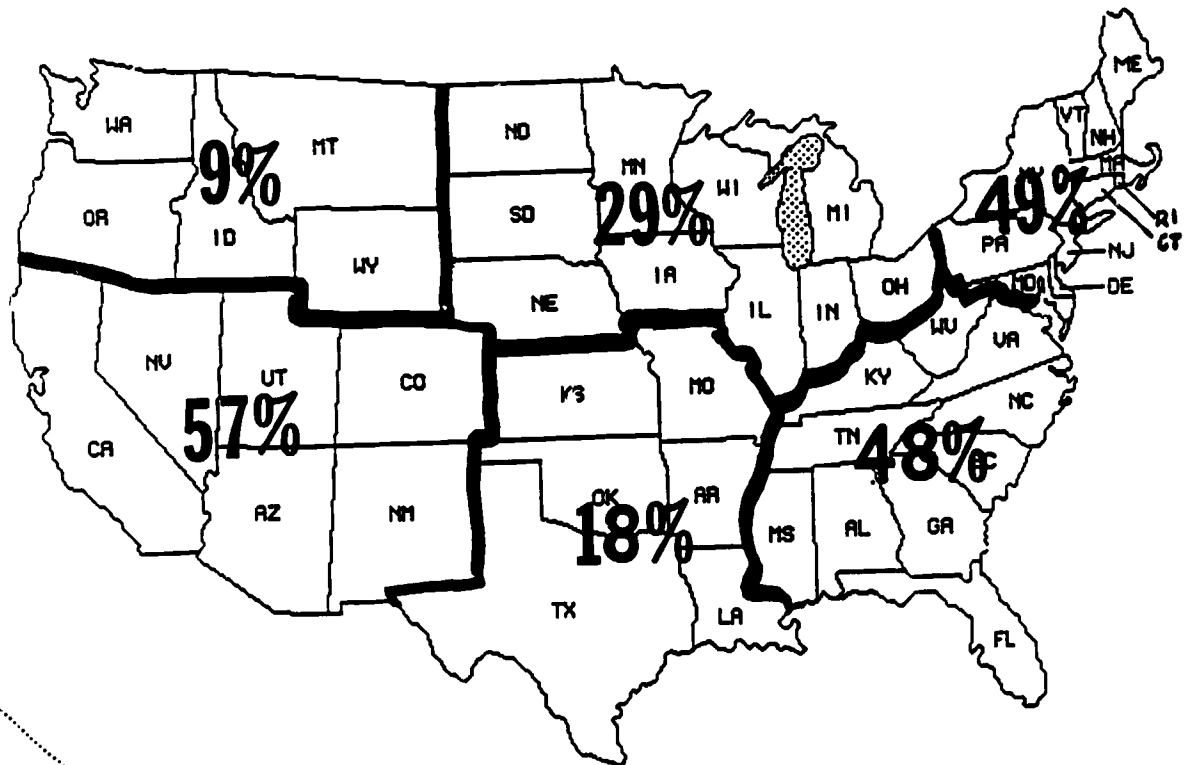 ME
WA
VT
NH
ND
MT
MN
MA
9%
WI
29%
49%
OR
SD
MI
RI
ID
PA
CT
NJ
WY
IA
OH
MD
DE
NE
IL
IN
WV
VA
NV
UT
CO
KS
MO
KY
NC
57%
CA
TN
48%
SC
AZ
NM
OK
AR
18%
MS
AL
GA
TX
LA
FL